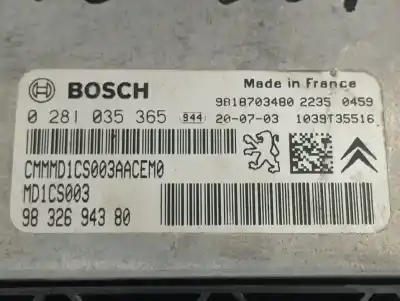 BOSCH
Made in France
9818703480 2235 0459
0 281 035 365 944 20-07-03 1039T35516
CMMMD1CS003AACEM0
MD1CS003
98 326 943 80